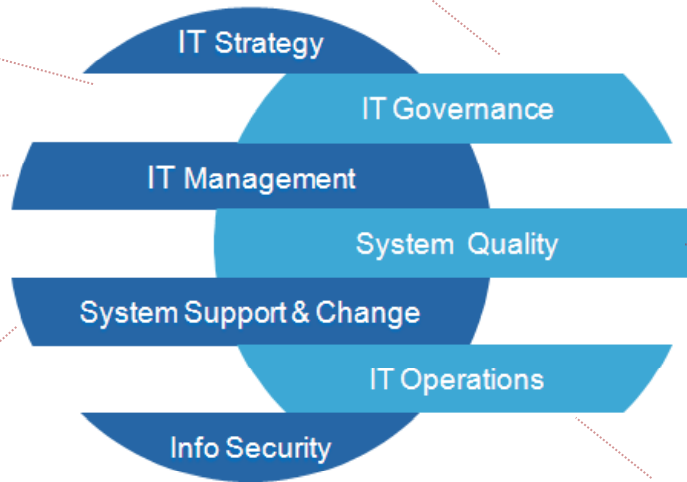 IT Strategy
IT Governance
IT Management
System Quality
System Support & Change
IT Operations
Info Security